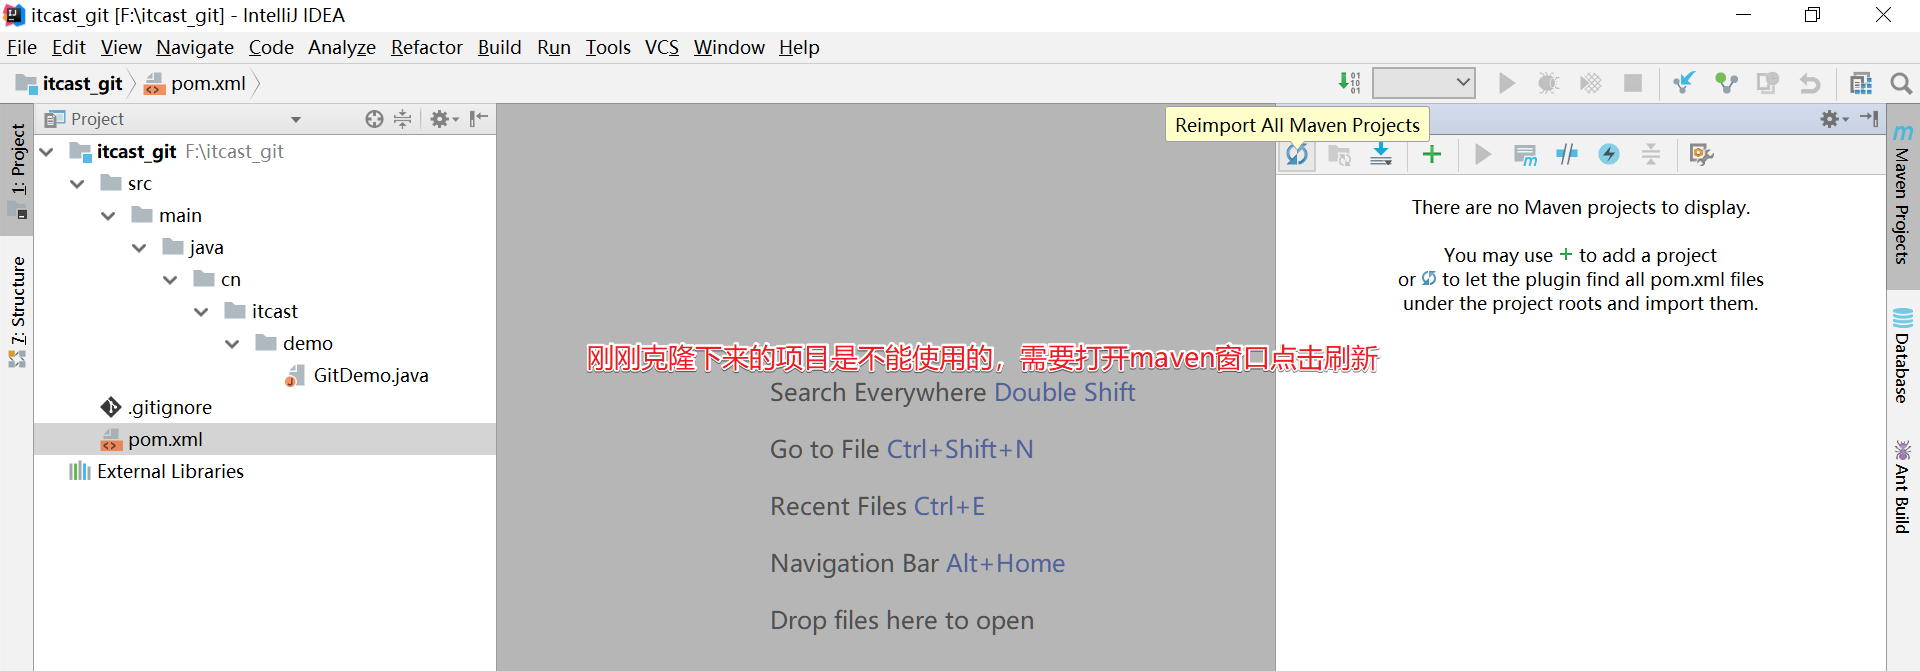 itcast_git [F:\itcast_git] - IntelliJ IDEA
File Edit View Navigate Code Analyze Refactor Build Run Tools VCS Window Help
itcast_git pom.xml
Reimport All Maven Projects
Project
1: Project
7: Structure
itcast_git F:\itcast_git
src
main
java
cn
itcast
demo
GitDemo.java
.gitignore
pom.xml
External Libraries
刚刚克隆下来的项目是不能使用的，需要打开maven窗口点击刷新
Search Everywhere Double Shift
Go to File Ctrl+Shift+N
Recent Files Ctrl+E
Navigation Bar Alt+Home
Drop files here to open
There are no Maven projects to display.
You may use + to add a project
or to let the plugin find all pom.xml files
under the project roots and import them.
Maven Projects
Database
Ant Build